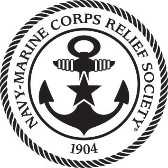 NAVY-MARINE CORPS RELIEF SOCIETY®
1904